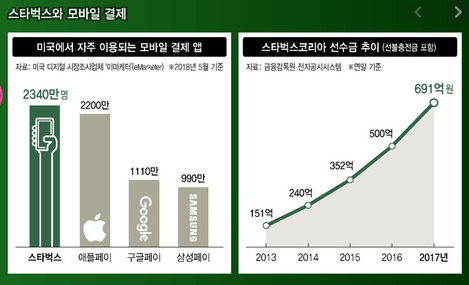 스타벅스와 모바일 결제
미국에서 자주 이용되는 모바일 결제 앱
자료: 미국 디지털 시장조사업체 '이마케터'(eMarketer) ※2018년 5월 기준
2340만 명
2200만
1110만
990만
Google
SAMSUNG
스타벅스
애플페이
구글페이
삼성페이
스타벅스코리아 선수금 추이 (선불충전금 포함)
자료: 금융감독원 전자공시시스템 ※연말 기준
691억 원
500억
352억
240억
151억
2013
2014
2015
2016
2017년